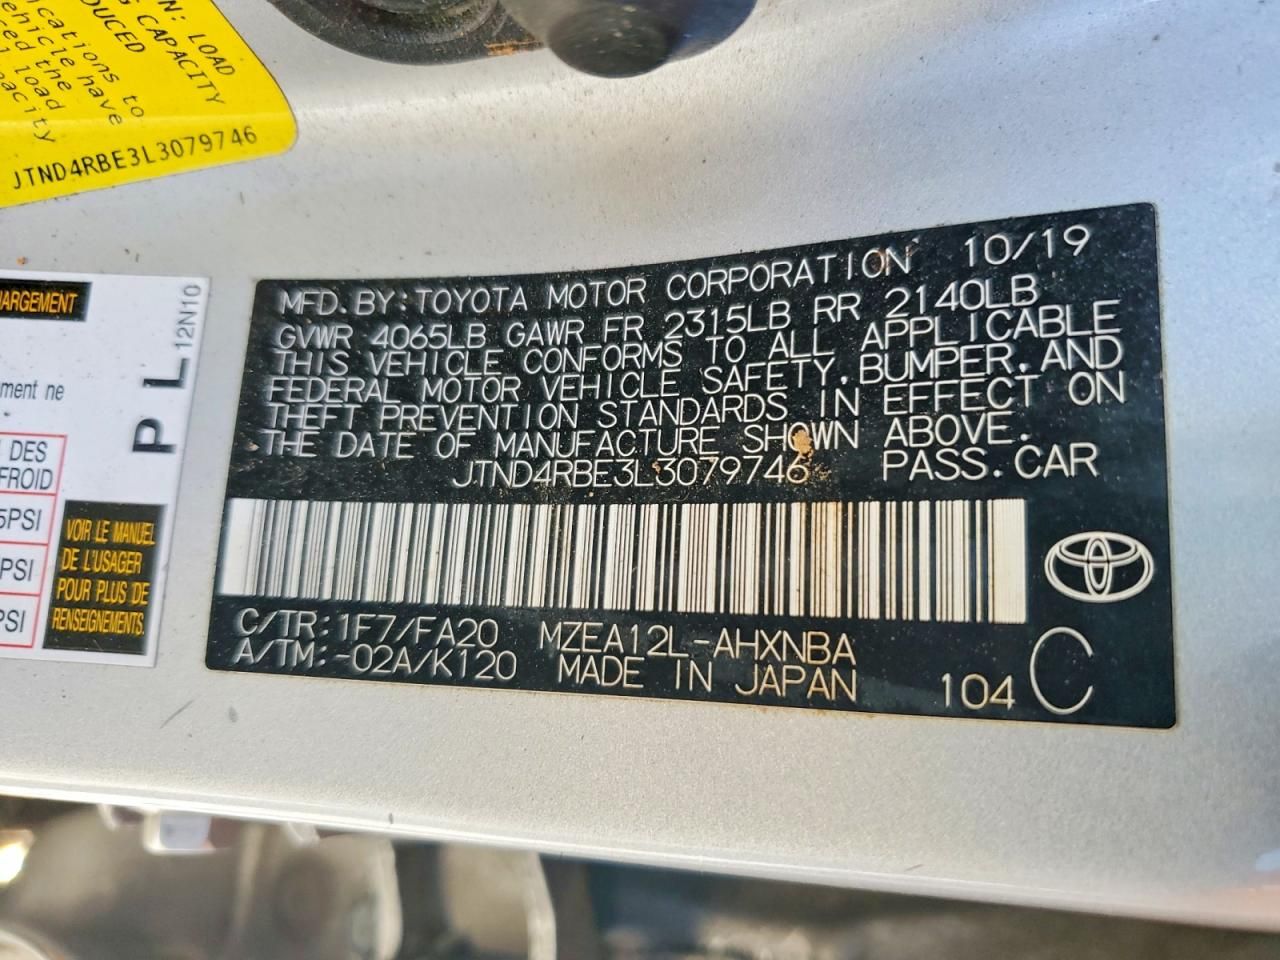 N: LOAD
G CAPACITY
DUCED
ications to
vehicle have
ced the
l load
pacity
JTND4RBE3L3079746
ARGEMENT
12N10
P L
ment ne
DES
FROID
5PSI
PSI
PSI
VOIR LE MANUEL
DE L'USAGER
POUR PLUS DE
RENSEIGNEMENTS.
MFD. BY: TOYOTA MOTOR CORPORATION 10/19
GVWR 4065LB GAWR FR 2315LB RR 2140LB
THIS VEHICLE CONFORMS TO ALL APPLICABLE
FEDERAL MOTOR VEHICLE SAFETY, BUMPER, AND
THEFT PREVENTION STANDARDS IN EFFECT ON
THE DATE OF MANUFACTURE SHOWN ABOVE.
JTND4RBE3L3079746 PASS. CAR
C/TR: 1F7/FA20 MZEA12L-AHXNBA
A/TM: -02A/K120 MADE IN JAPAN 104 C